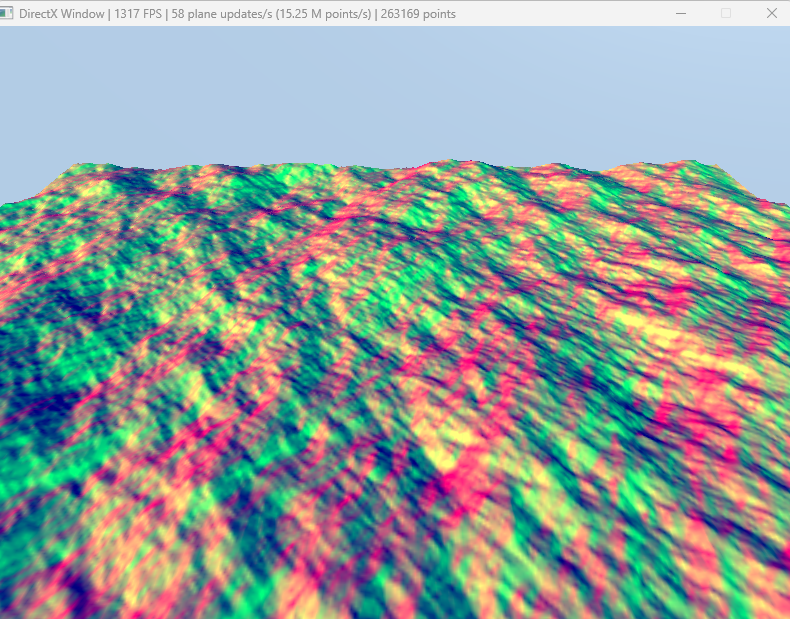 DirectX Window | 1317 FPS | 58 plane updates/s (15.25 M points/s) | 263169 points